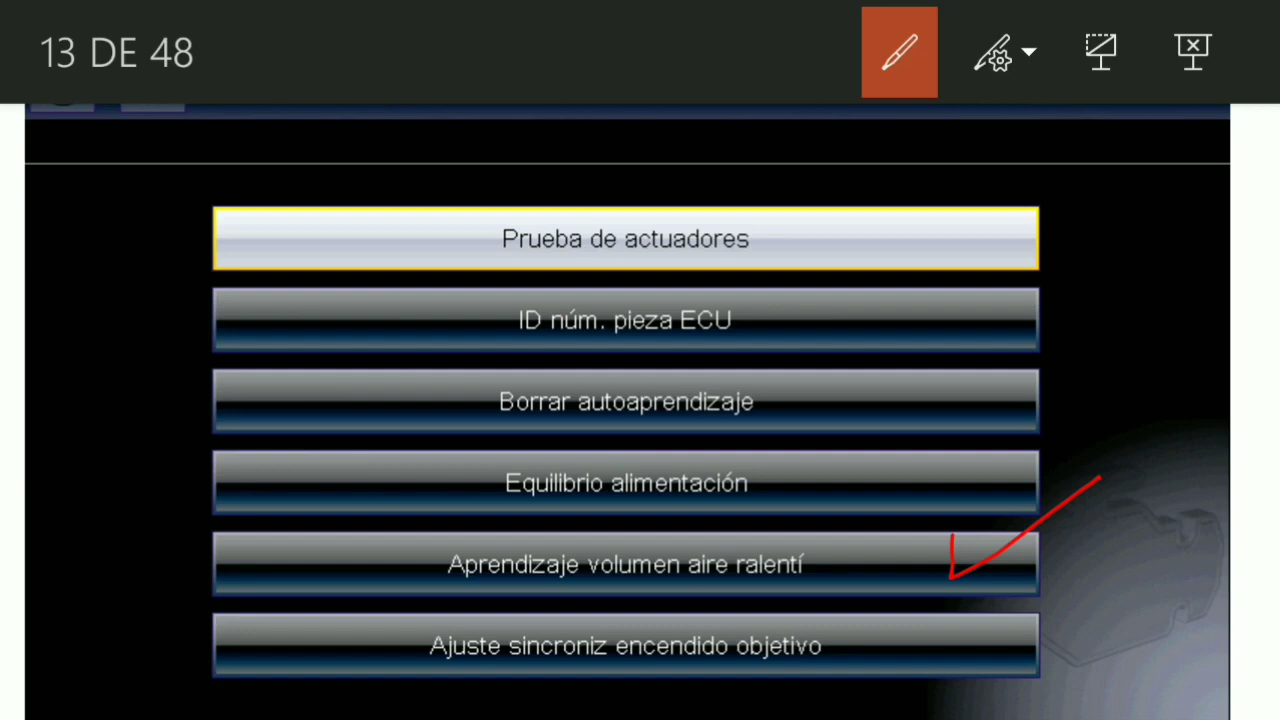 13 DE 48
Prueba de actuadores
ID núm. pieza ECU
Borrar autoaprendizaje
Equilibrio alimentación
Aprendizaje volumen aire ralentí
Ajuste sincroniz encendido objetivo